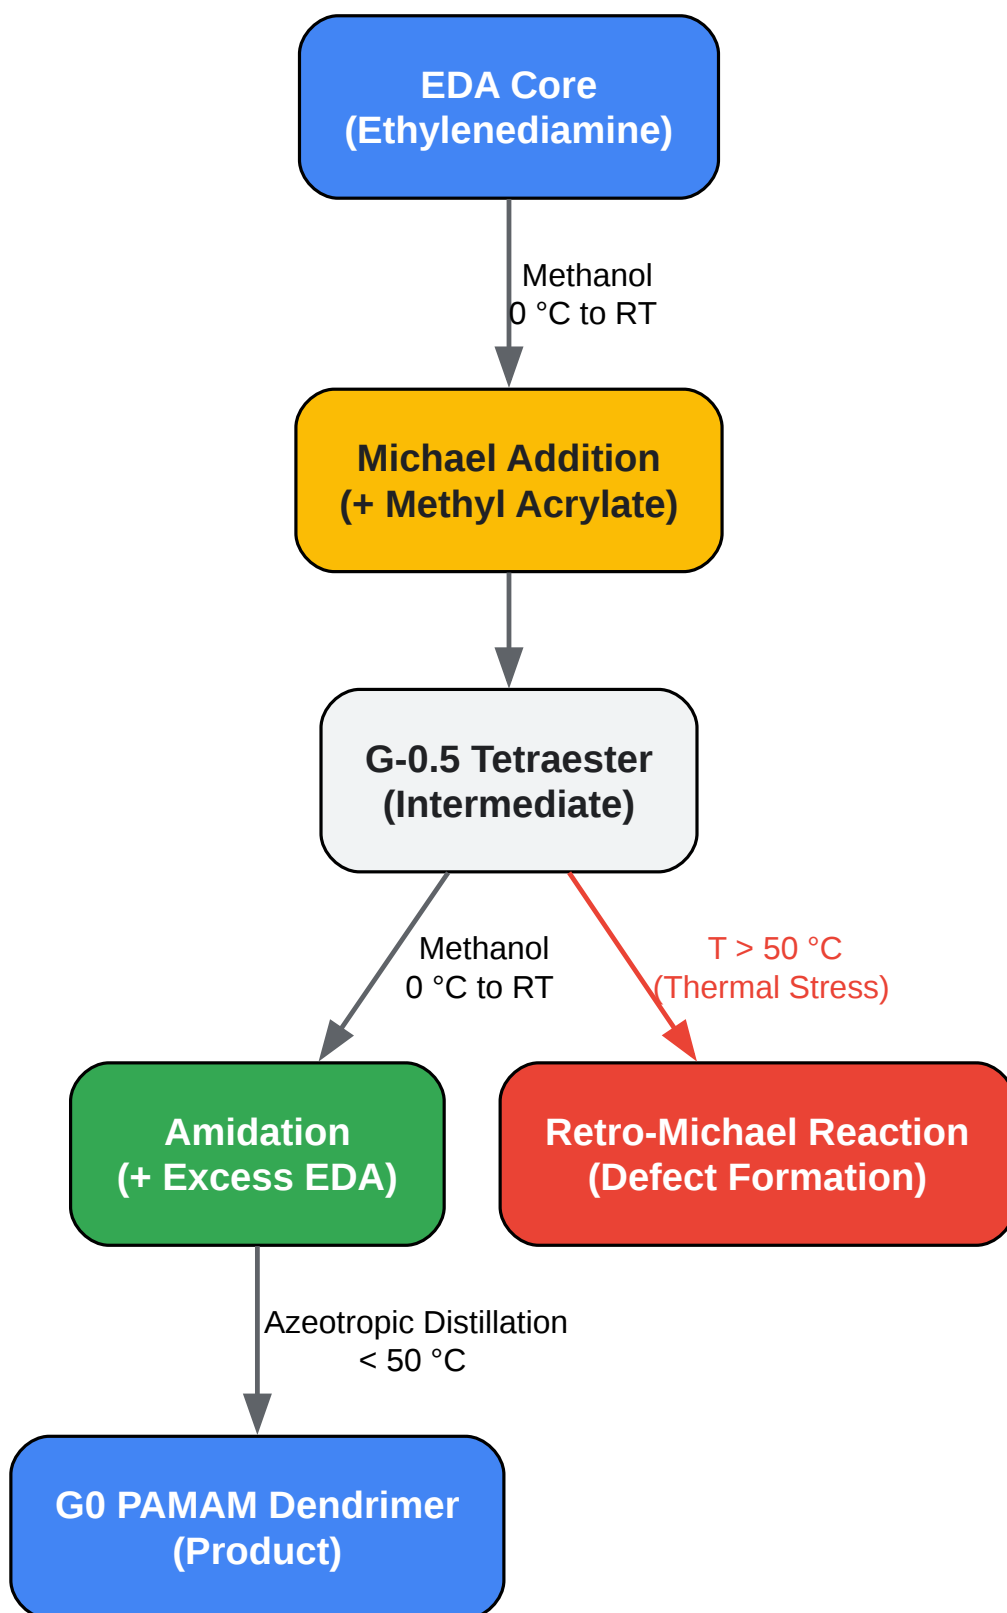 EDA Core
(Ethylenediamine)
Methanol
0 °C to RT
Michael Addition
(+ Methyl Acrylate)
G-0.5 Tetraester
(Intermediate)
Methanol
0 °C to RT
T > 50 °C
(Thermal Stress)
Amidation
(+ Excess EDA)
Retro-Michael Reaction
(Defect Formation)
Azeotropic Distillation
< 50 °C
G0 PAMAM Dendrimer
(Product)